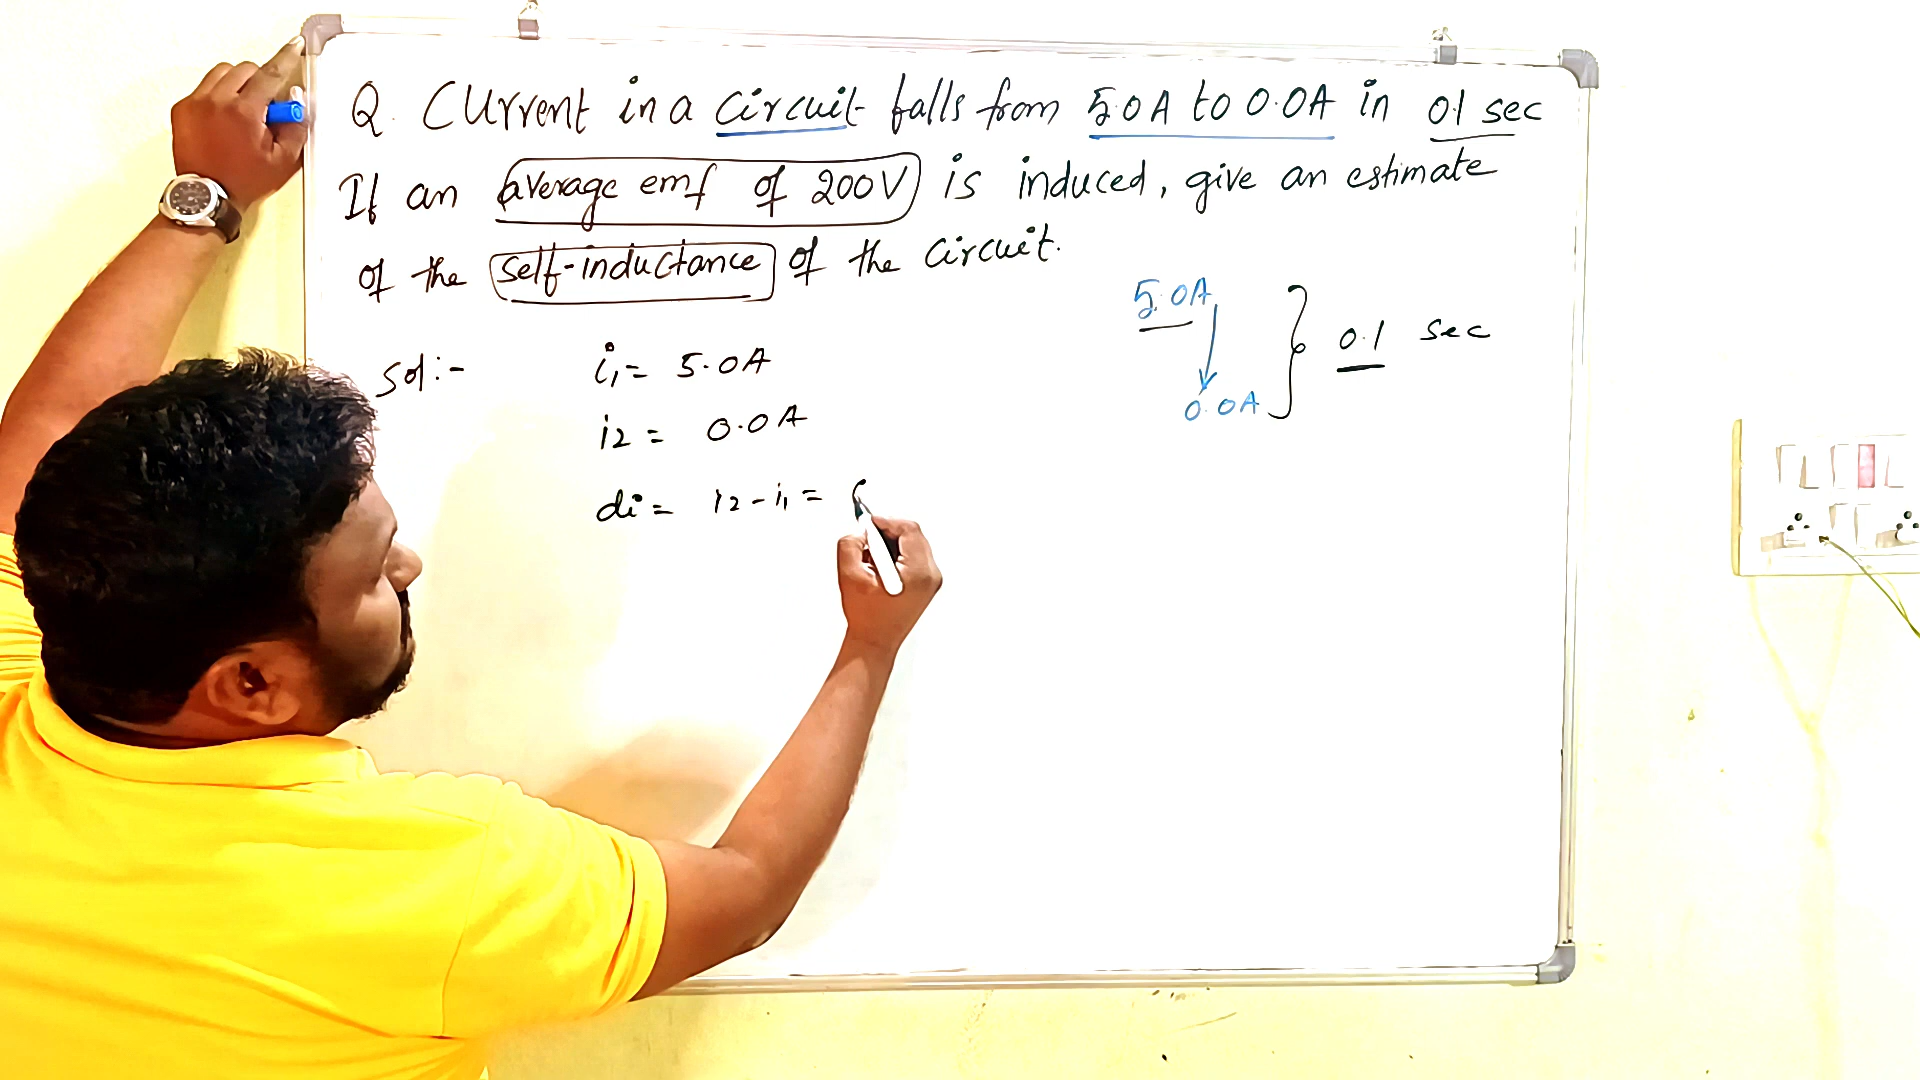 Q. Current in a circuit falls from 5.0A to 0.0A in 0.1 sec
If an average emf of 200V is induced, give an estimate
of the self-inductance of the circuit.
5.0A
0.0A
0.1 sec
Sol:-
i1 = 5.0A
i2 = 0.0A
di = i2 - i1 =